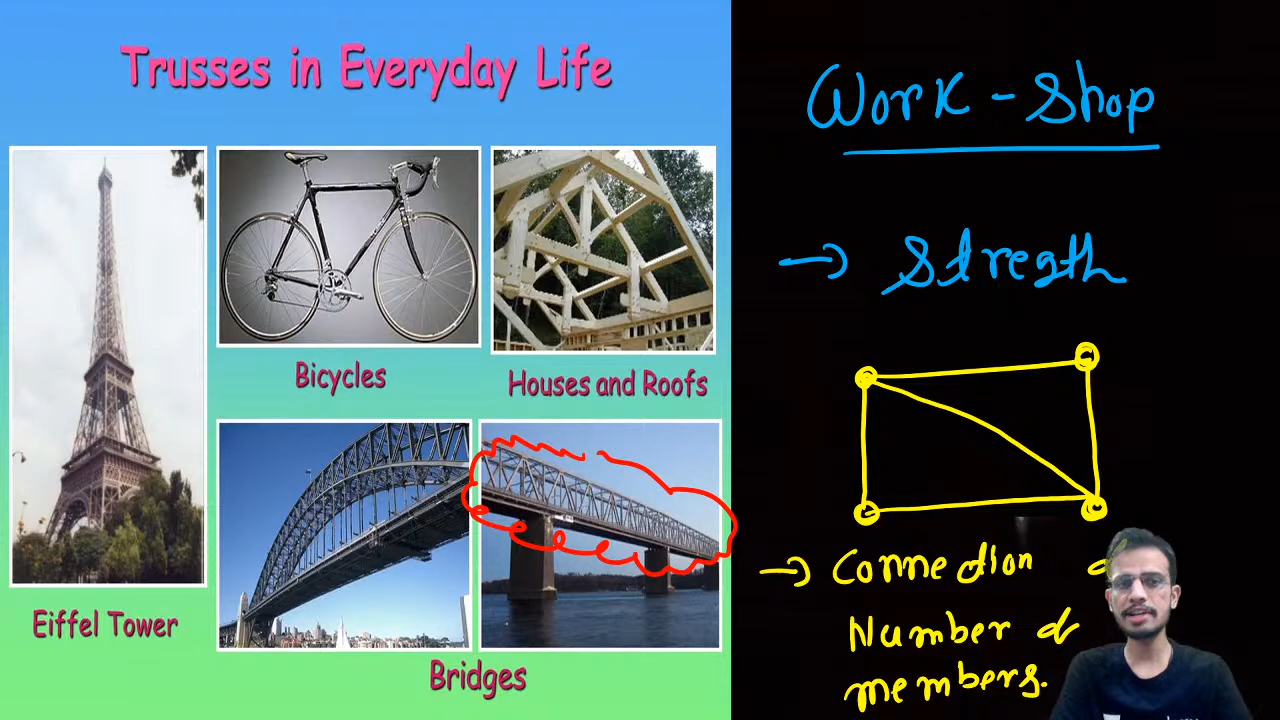 Trusses in Everyday Life
Bicycles
Houses and Roofs
Eiffel Tower
Bridges
Work - Shop
→ Stregth
→ Connection
Number of
members.